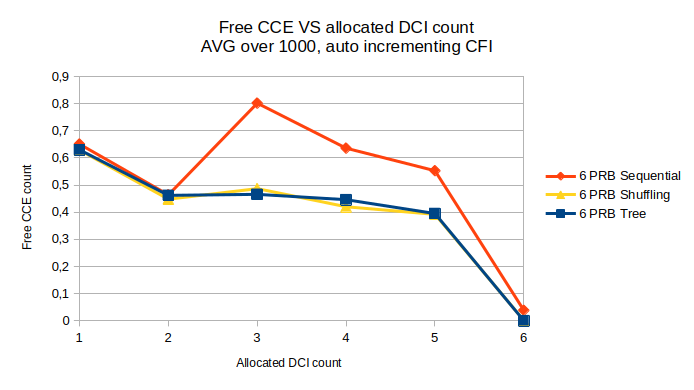 Free CCE VS allocated DCI count
AVG over 1000, auto incrementing CFI
0,9
0,8
0,7
0,6
0,5
0,4
0,3
0,2
0,1
0
Free CCE count
1 2 3 4 5 6
Allocated DCI count
6 PRB Sequential
6 PRB Shuffling
6 PRB Tree